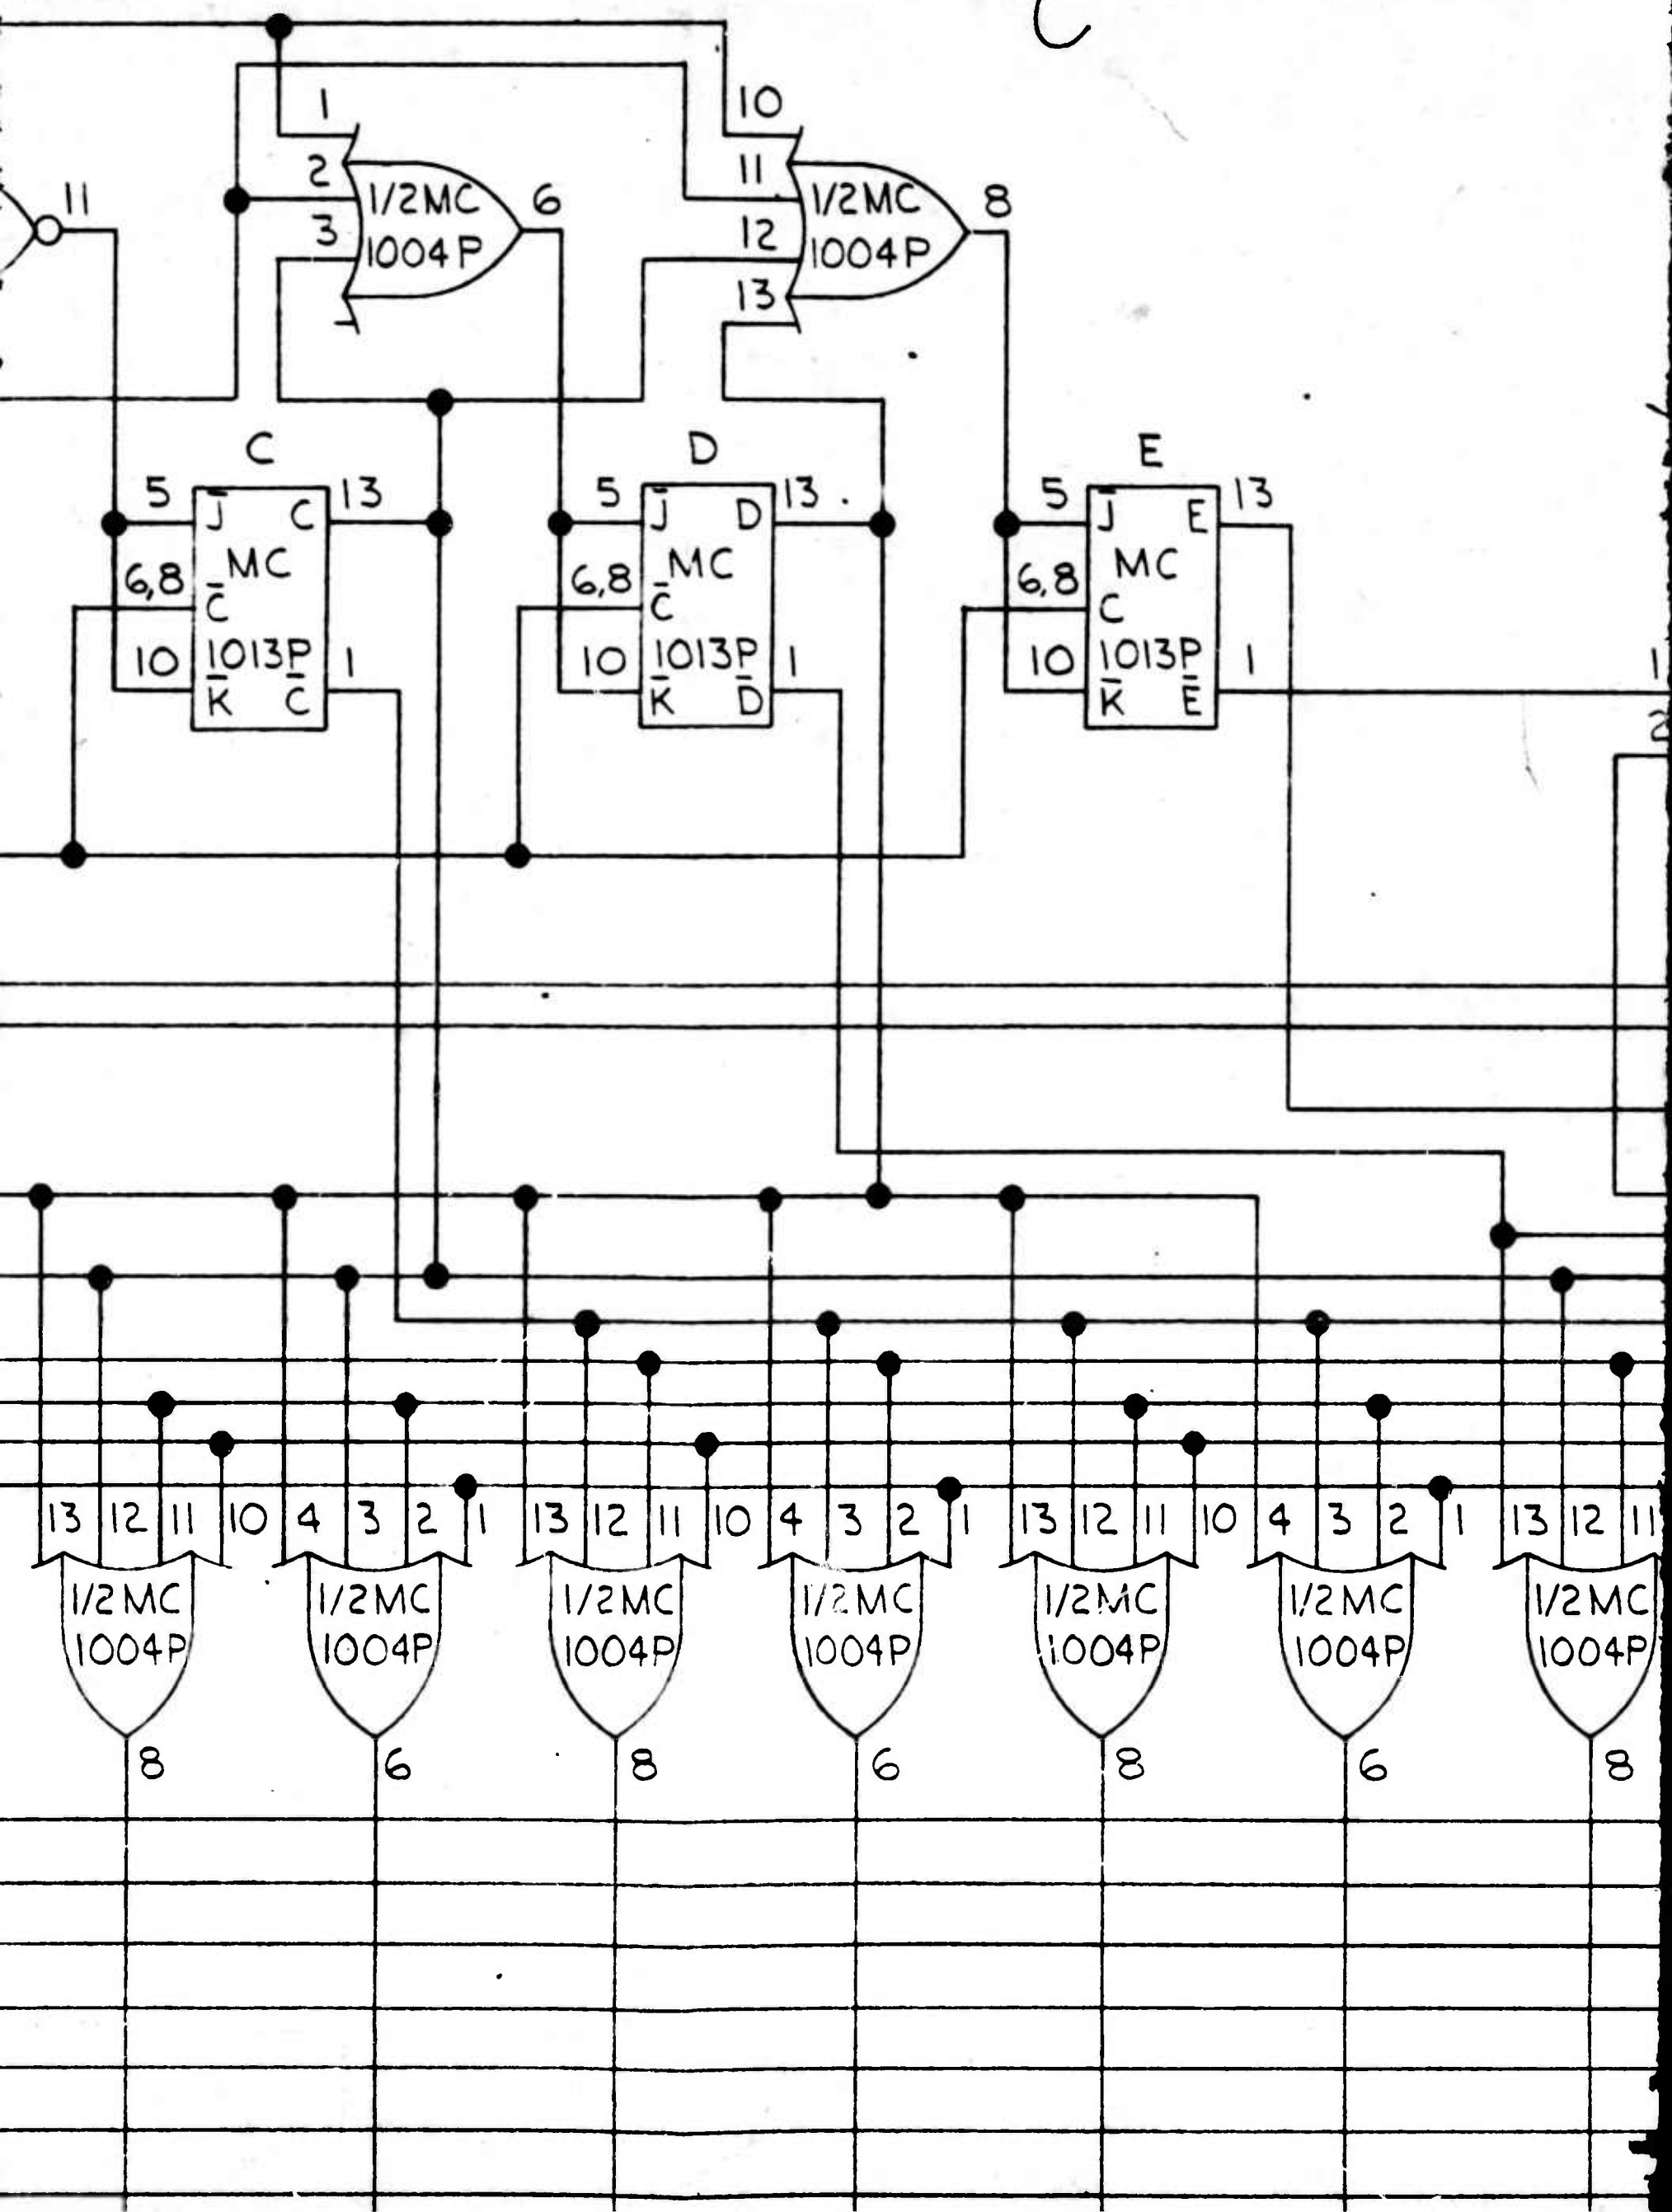 C
1 10
2 11
11 1/2MC 6 1/2MC 8
3 12
1004P 1004P
13
C D E
5 J̅ C 13 5 J̅ D 13 5 J̅ E 13
6,8 MC 6,8 MC 6,8 MC
C̅ C̅ C
10 1013P 1 10 1013P 1 10 1013P 1 1
K̅ C̅ K̅ D̅ K̅ E̅
2
13 12 11 10 4 3 2 1 13 12 11 10 4 3 2 1 13 12 11 10 4 3 2 1 13 12 11
1/2MC 1/2MC 1/2MC 1/2MC 1/2MC 1/2MC 1/2MC
1004P 1004P 1004P 1004P 1004P 1004P 1004P
8 6 8 6 8 6 8